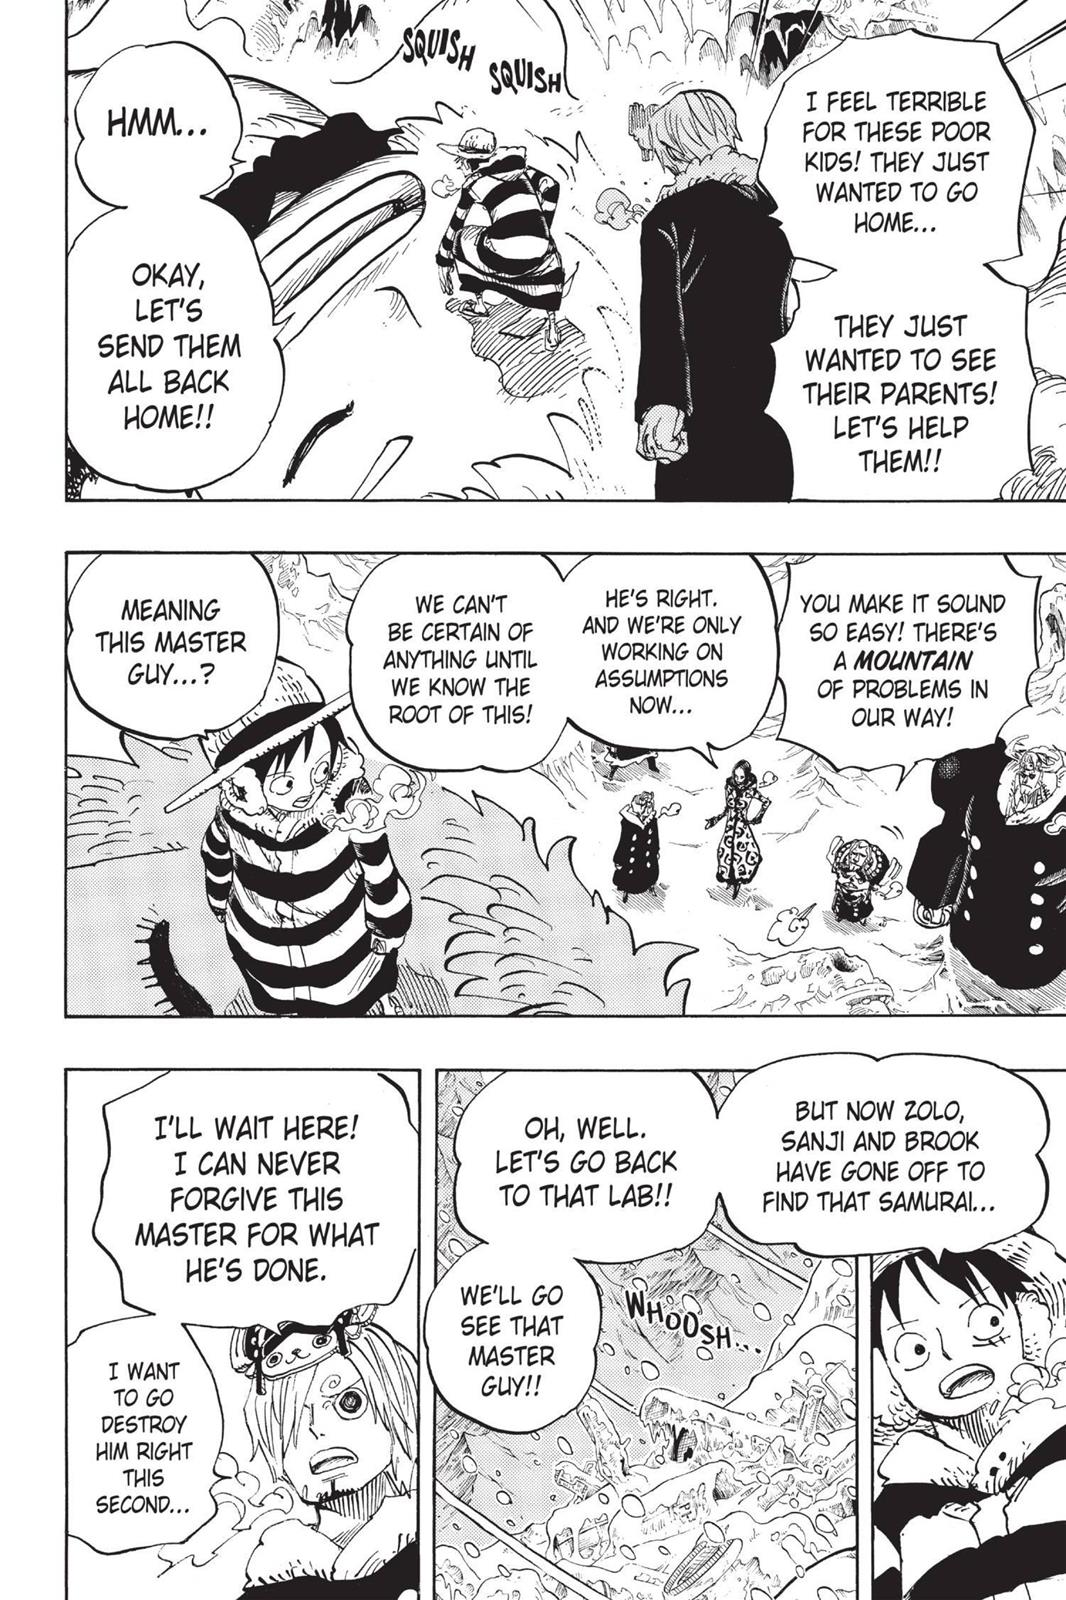 I FEEL TERRIBLE
FOR THESE POOR
KIDS! THEY JUST
WANTED TO GO
HOME...
THEY JUST
WANTED TO SEE
THEIR PARENTS!
LET'S HELP
THEM!!
SQUISH
SQUISH
HMM...
OKAY,
LET'S
SEND THEM
ALL BACK
HOME!!
YOU MAKE IT SOUND
SO EASY! THERE'S
A MOUNTAIN
OF PROBLEMS IN
OUR WAY!
HE'S RIGHT.
AND WE'RE ONLY
WORKING ON
ASSUMPTIONS
NOW...
WE CAN'T
BE CERTAIN OF
ANYTHING UNTIL
WE KNOW THE
ROOT OF THIS!
MEANING
THIS MASTER
GUY...?
BUT NOW ZOLO,
SANJI AND BROOK
HAVE GONE OFF TO
FIND THAT SAMURAI...
OH, WELL.
LET'S GO BACK
TO THAT LAB!!
WE'LL GO
SEE THAT
MASTER
GUY!!
WHOOSH...
I'LL WAIT HERE!
I CAN NEVER
FORGIVE THIS
MASTER FOR WHAT
HE'S DONE.
I WANT
TO GO
DESTROY
HIM RIGHT
THIS
SECOND...